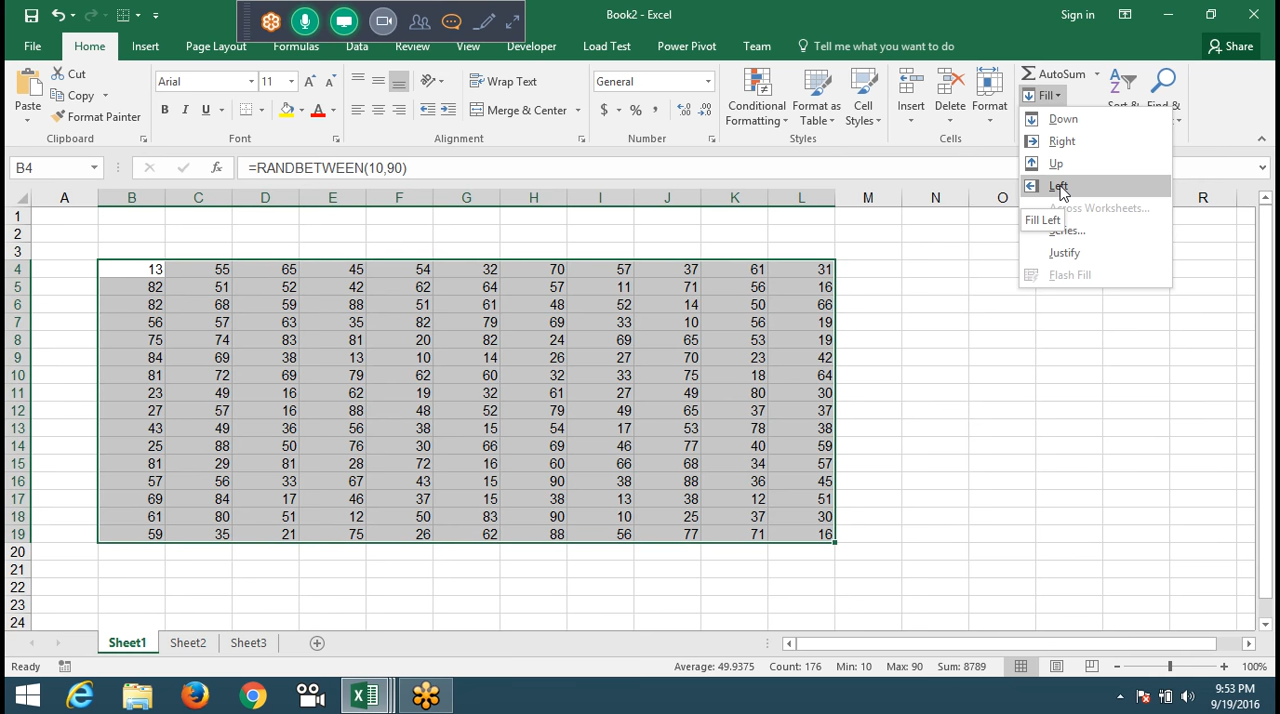 Book2 - Excel
Sign in
File Home Insert Page Layout Formulas Data Review View Developer Load Test Power Pivot Team Tell me what you want to do Share
Paste
Cut
Copy
Format Painter
Clipboard
Arial 11
B I U
Font
Wrap Text
Merge & Center
Alignment
General
$ % ,
Number
Conditional Formatting
Format as Table
Cell Styles
Styles
Insert
Delete
Format
Cells
AutoSum
Fill
Down
Right
Up
Left
Across Worksheets...
Fill Left
Series...
Justify
Flash Fill
B4 fx =RANDBETWEEN(10,90)
A B C D E F G H I J K L M N O R
1
2
3
4 13 55 65 45 54 32 70 57 37 61 31
5 82 51 52 42 62 64 57 11 71 56 16
6 82 68 59 88 51 61 48 52 14 50 66
7 56 57 63 35 82 79 69 33 10 56 19
8 75 74 83 81 20 82 24 69 65 53 19
9 84 69 38 13 10 14 26 27 70 23 42
10 81 72 69 79 62 60 32 33 75 18 64
11 23 49 16 62 19 32 61 27 49 80 30
12 27 57 16 88 48 52 79 49 65 37 37
13 43 49 36 56 38 15 54 17 53 78 38
14 25 88 50 76 30 66 69 46 77 40 59
15 81 29 81 28 72 16 60 66 68 34 57
16 57 56 33 67 43 15 90 38 88 36 45
17 69 84 17 46 37 15 38 13 38 12 51
18 61 80 51 12 50 83 90 10 25 37 30
19 59 35 21 75 26 62 88 56 77 71 16
20
21
22
23
24
Sheet1 Sheet2 Sheet3
Ready Average: 49.9375 Count: 176 Min: 10 Max: 90 Sum: 8789 100%
9:53 PM
9/19/2016